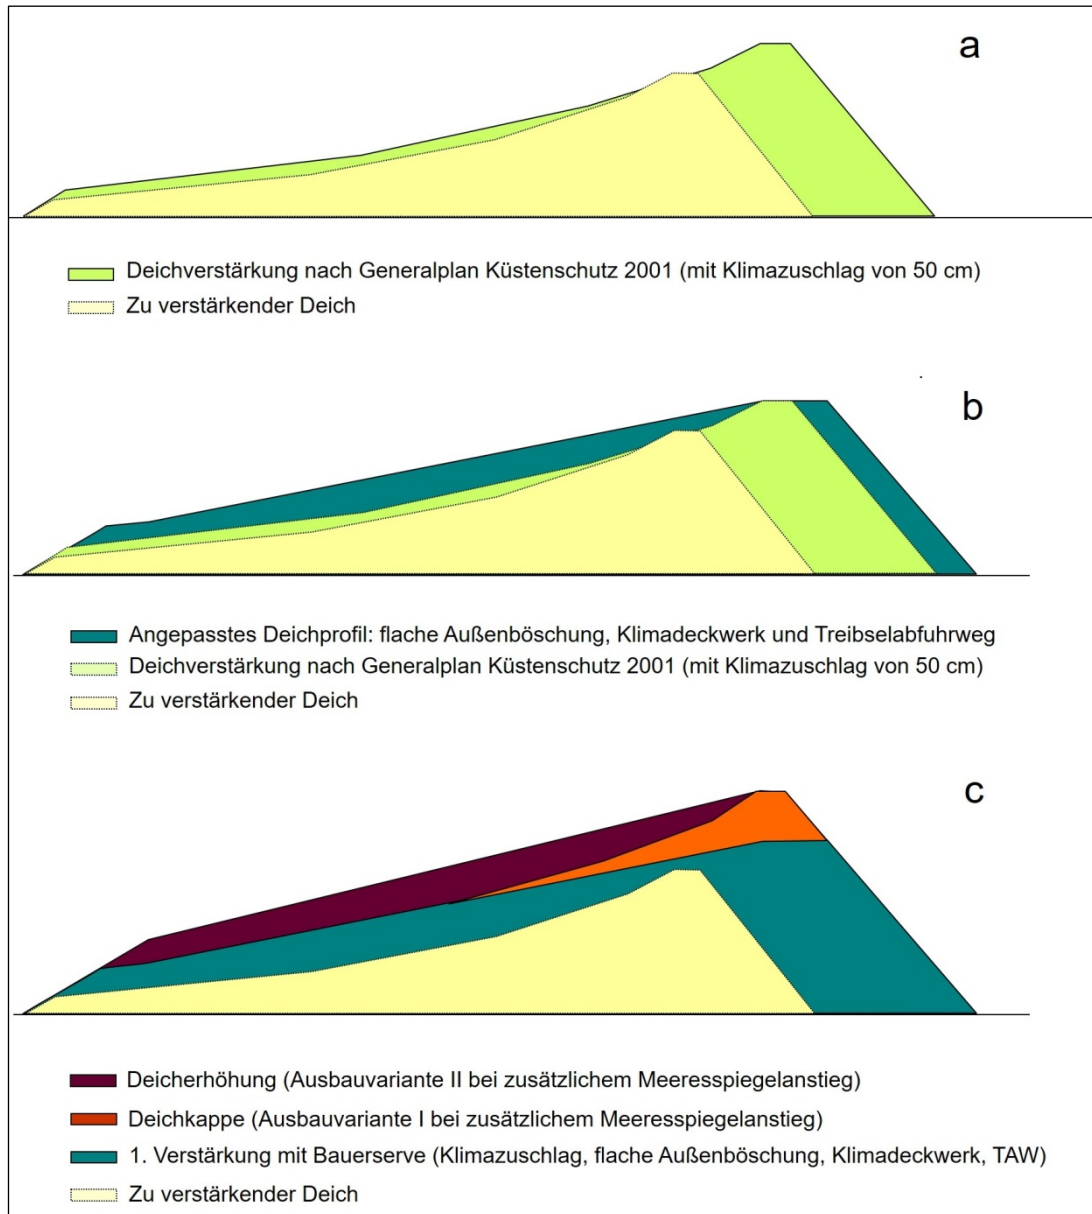 a
Deichverstärkung nach Generalplan Küstenschutz 2001 (mit Klimazuschlag von 50 cm)
Zu verstärkender Deich
b
Angepasstes Deichprofil: flache Außenböschung, Klimadeckwerk und Treibselabfuhrweg
Deichverstärkung nach Generalplan Küstenschutz 2001 (mit Klimazuschlag von 50 cm)
Zu verstärkender Deich
c
Deicherhöhung (Ausbauvariante II bei zusätzlichem Meeresspiegelanstieg)
Deichkappe (Ausbauvariante I bei zusätzlichem Meeresspiegelanstieg)
1. Verstärkung mit Bauerserve (Klimazuschlag, flache Außenböschung, Klimadeckwerk, TAW)
Zu verstärkender Deich